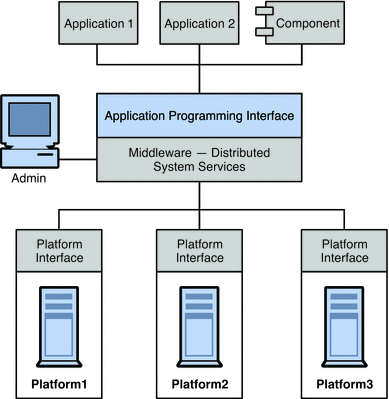 Application 1
Application 2
Component
Application Programming Interface
Middleware — Distributed
System Services
Admin
Platform
Interface
Platform
Interface
Platform
Interface
Platform1
Platform2
Platform3